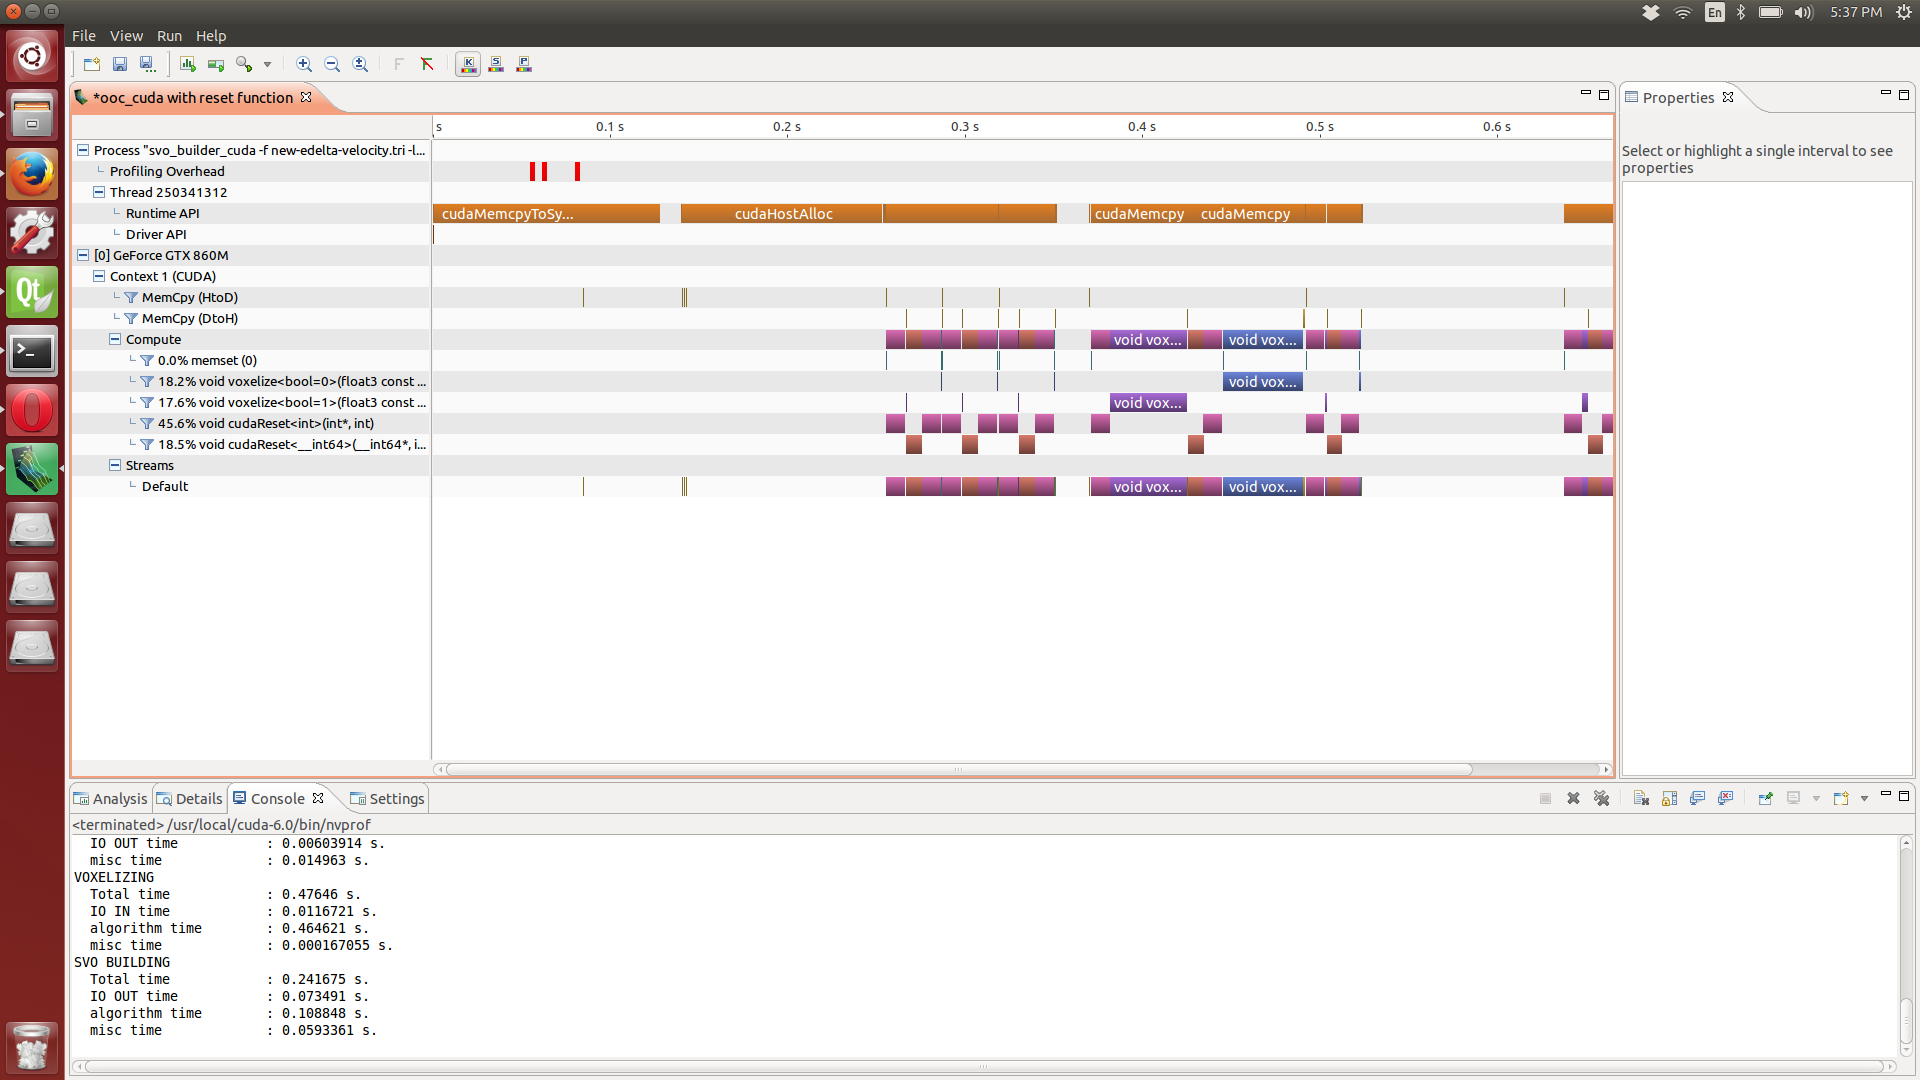 En
5:37 PM
File View Run Help
F
K S P
*ooc_cuda with reset function
Properties
s 0.1 s 0.2 s 0.3 s 0.4 s 0.5 s 0.6 s
Select or highlight a single interval to see
properties
Process "svo_builder_cuda -f new-edelta-velocity.tri -l...
Profiling Overhead
Thread 250341312
Runtime API
cudaMemcpyToSy... cudaHostAlloc cudaMemcpy cudaMemcpy
Driver API
[0] GeForce GTX 860M
Context 1 (CUDA)
MemCpy (HtoD)
MemCpy (DtoH)
Compute
void vox... void vox...
0.0% memset (0)
18.2% void voxelize<bool=0>(float3 const ...
void vox...
17.6% void voxelize<bool=1>(float3 const ...
void vox...
45.6% void cudaReset<int>(int*, int)
18.5% void cudaReset<__int64>(__int64*, i...
Streams
Default
void vox... void vox...
Qt
>_
Analysis Details Console Settings
<terminated> /usr/local/cuda-6.0/bin/nvprof
IO OUT time : 0.00603914 s.
misc time : 0.014963 s.
VOXELIZING
Total time : 0.47646 s.
IO IN time : 0.0116721 s.
algorithm time : 0.464621 s.
misc time : 0.000167055 s.
SVO BUILDING
Total time : 0.241675 s.
IO OUT time : 0.073491 s.
algorithm time : 0.108848 s.
misc time : 0.0593361 s.